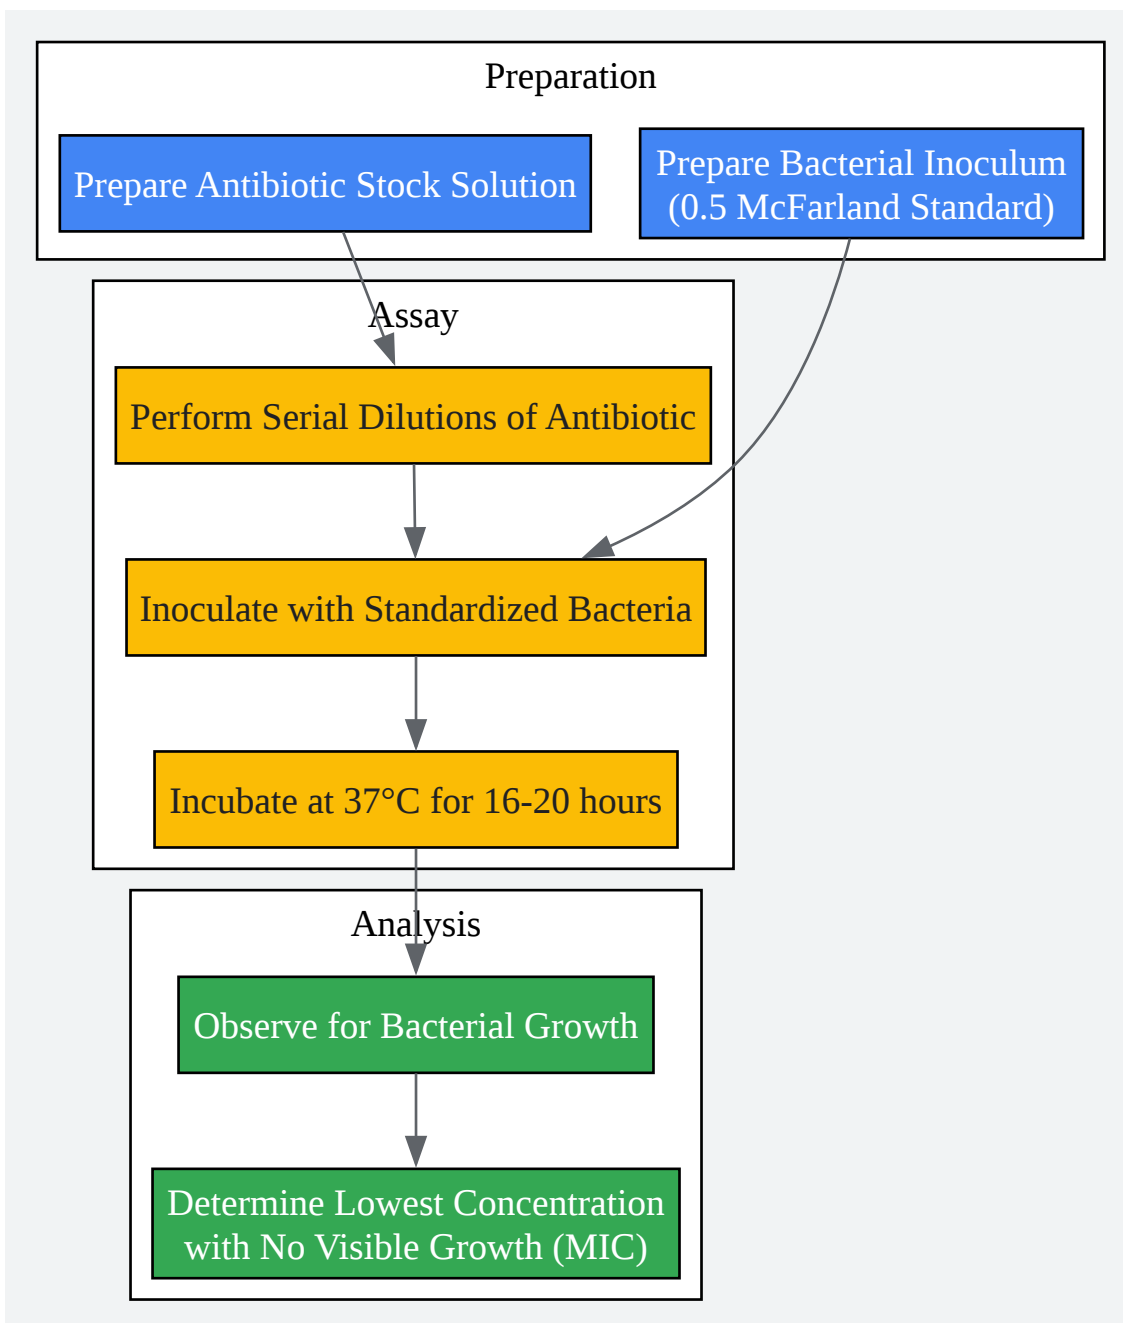 Preparation
Prepare Antibiotic Stock Solution
Prepare Bacterial Inoculum
(0.5 McFarland Standard)
Assay
Perform Serial Dilutions of Antibiotic
Inoculate with Standardized Bacteria
Incubate at 37°C for 16-20 hours
Analysis
Observe for Bacterial Growth
Determine Lowest Concentration
with No Visible Growth (MIC)